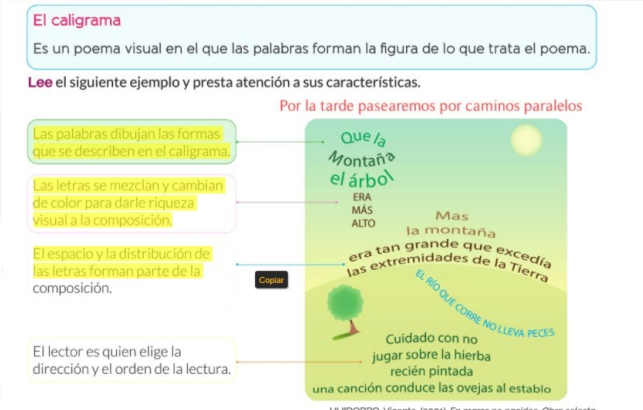 El caligrama
Es un poema visual en el que las palabras forman la figura de lo que trata el poema.
Lee el siguiente ejemplo y presta atención a sus características.
Por la tarde pasearemos por caminos paralelos
Las palabras dibujan las formas
que se describen en el caligrama.
Las letras se mezclan y cambian
de color para darle riqueza
visual a la composición.
El espacio y la distribución de
las letras forman parte de la
composición.
Copiar
El lector es quien elige la
dirección y el orden de la lectura.
Que la
Montaña
el árbol
ERA
MÁS
ALTO
Mas
la montaña
era tan grande que excedía
las extremidades de la Tierra
EL RÍO QUE CORRE NO LLEVA PECES
Cuidado con no
jugar sobre la hierba
recién pintada
una canción conduce las ovejas al establo